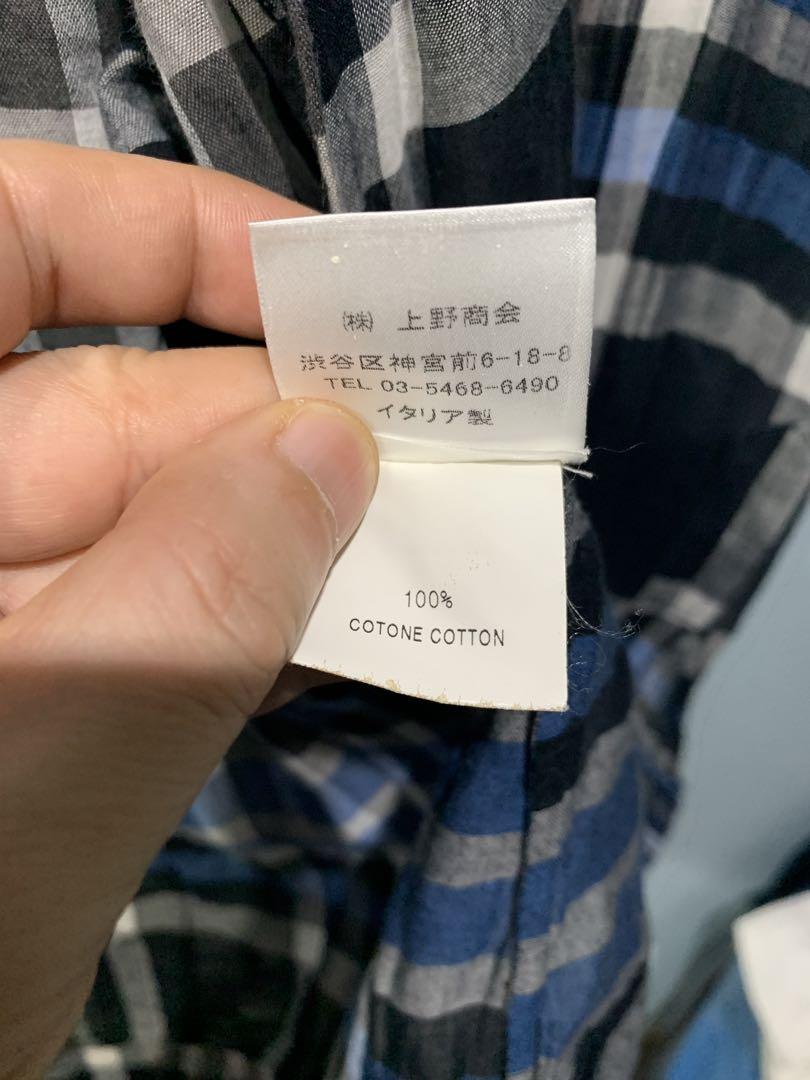 ㈱ 上野商会
渋谷区神宮前6-18-8
TEL 03-5468-6490
イタリア製
100%
COTONE COTTON